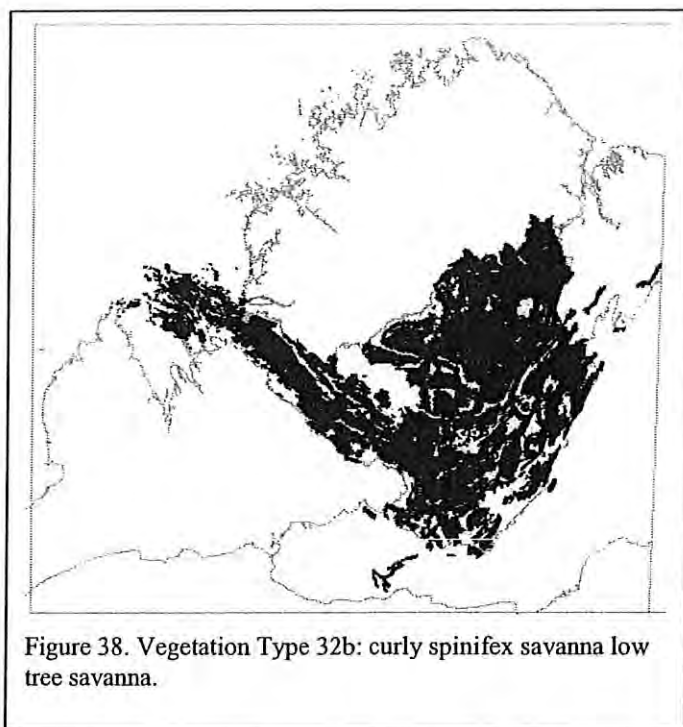 Figure 38. Vegetation Type 32b: curly spinifex savanna low
tree savanna.